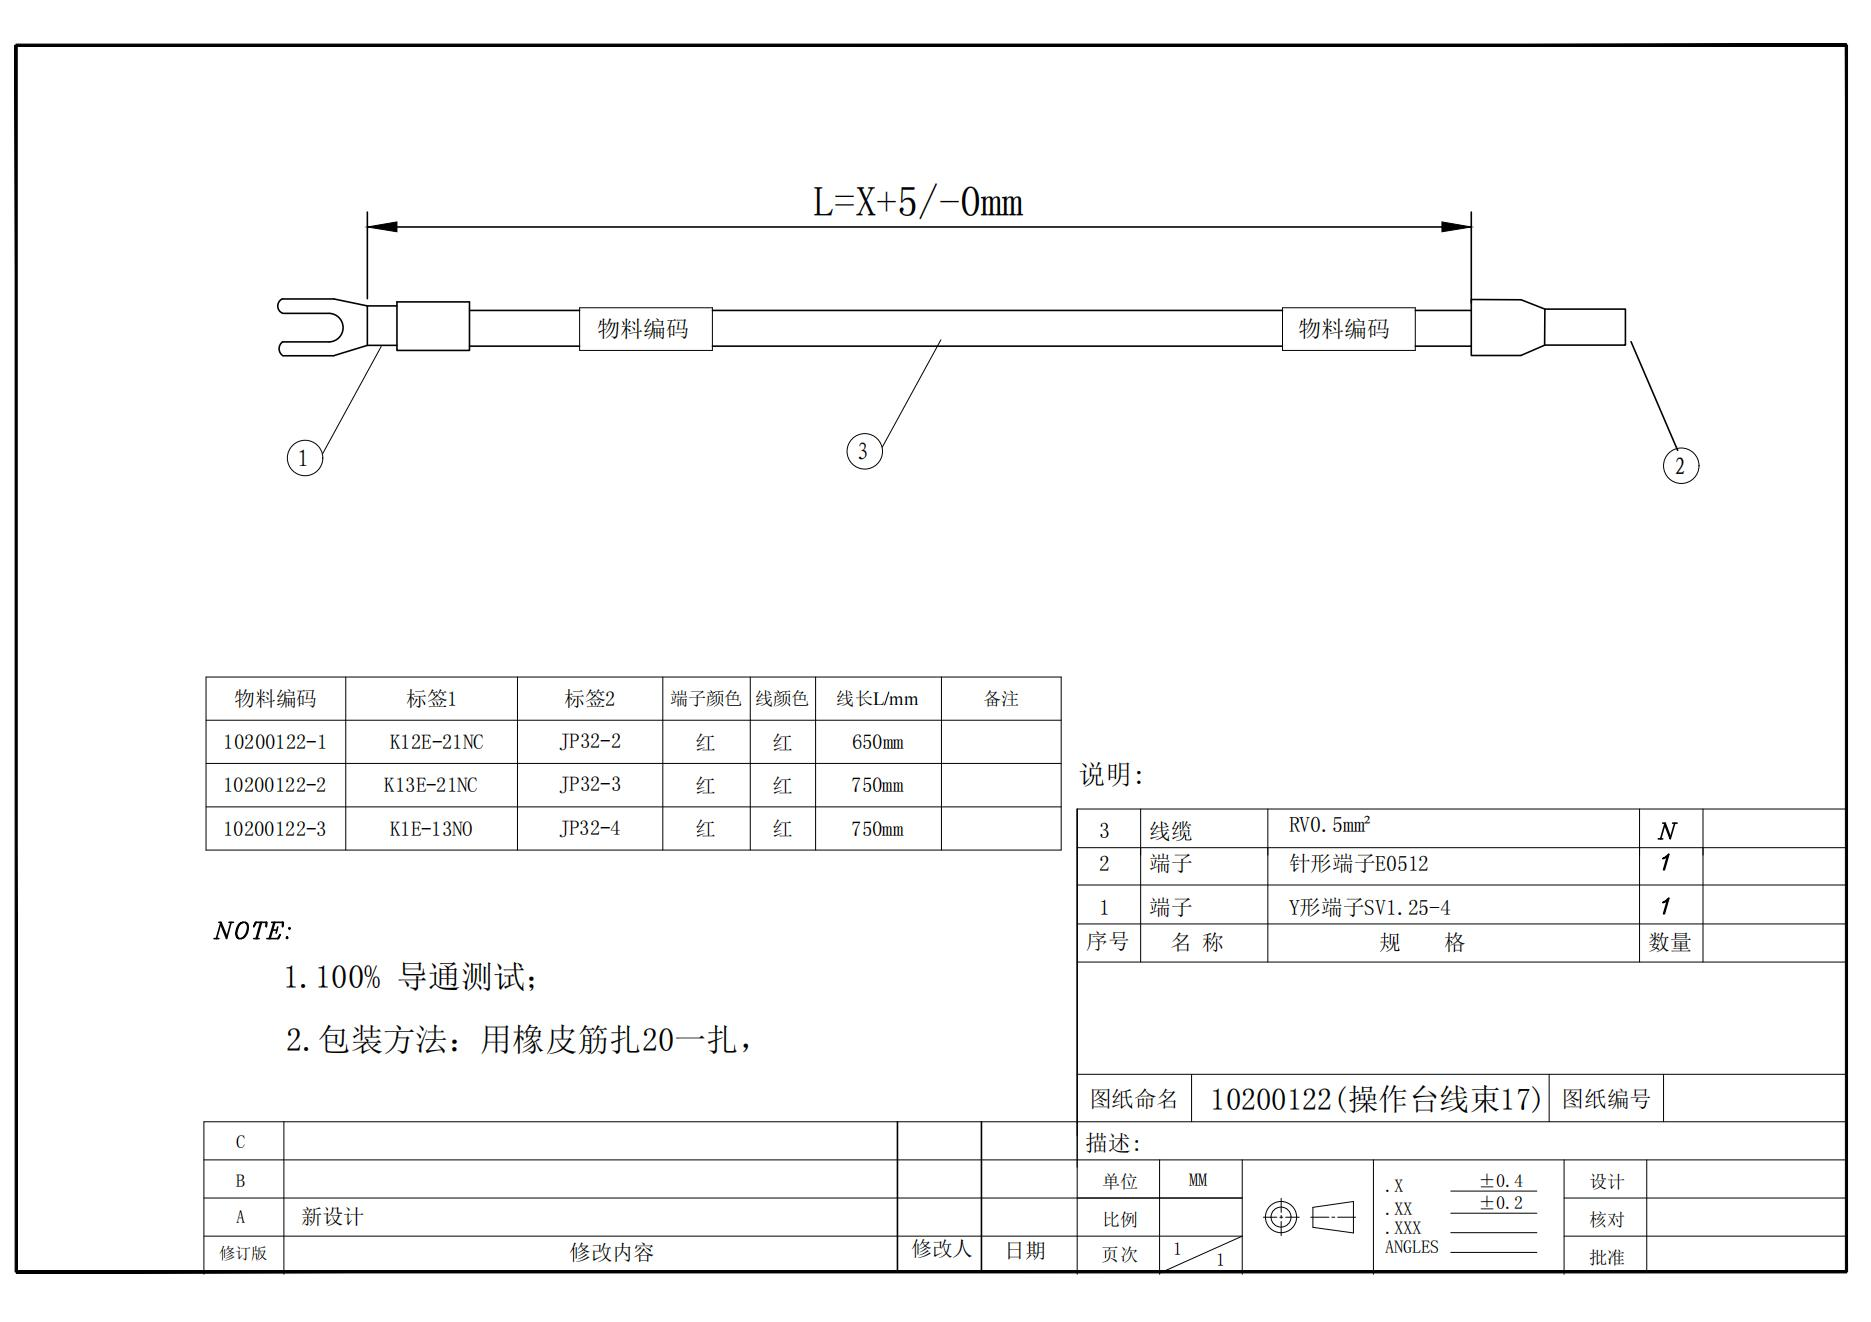 L=X+5/-0mm
物料编码 物料编码
1 3 2
物料编码 标签1 标签2 端子颜色 线颜色 线长L/mm 备注
10200122-1 K12E-21NC JP32-2 红 红 650mm
10200122-2 K13E-21NC JP32-3 红 红 750mm
10200122-3 K1E-13NO JP32-4 红 红 750mm
说明:
3 线缆 RV0.5mm² N
2 端子 针形端子E0512 1
1 端子 Y形端子SV1.25-4 1
序号 名 称 规 格 数量
NOTE:
1.100% 导通测试；
2.包装方法：用橡皮筋扎20一扎，
图纸命名 10200122(操作台线束17) 图纸编号
描述:
C
B
A 新设计
修订版 修改内容 修改人 日期
单位 MM
比例
页次 1 1
.X ±0.4
.XX ±0.2
.XXX
ANGLES
设计
核对
批准